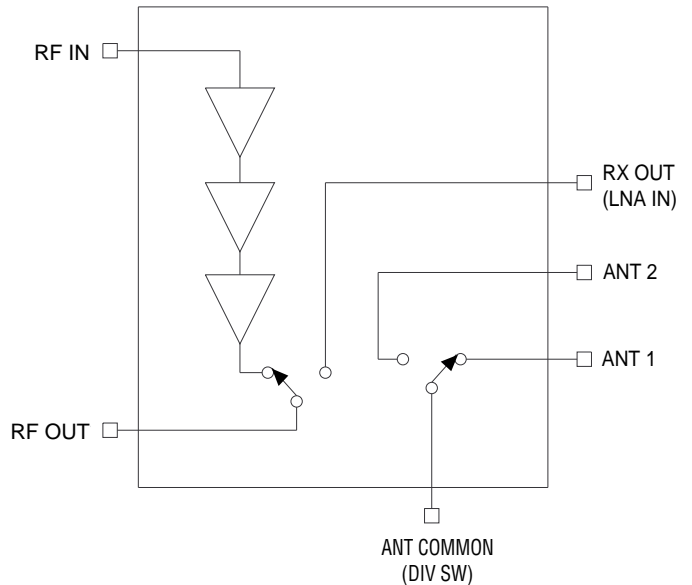 RF IN
RX OUT
(LNA IN)
ANT 2
ANT 1
RF OUT
ANT COMMON
(DIV SW)